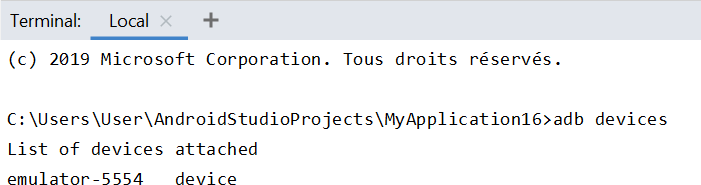 Terminal: Local × +
(c) 2019 Microsoft Corporation. Tous droits réservés.
C:\Users\User\AndroidStudioProjects\MyApplication16>adb devices
List of devices attached
emulator-5554   device